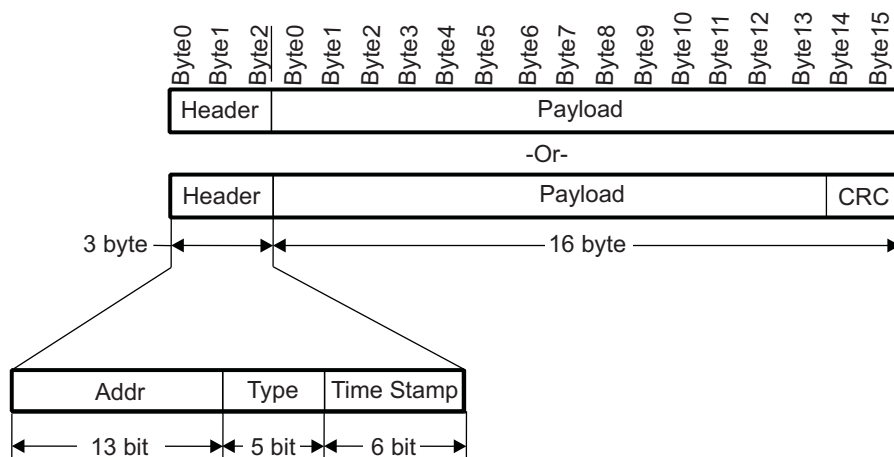 Byte0 Byte1 Byte2 Byte0 Byte1 Byte2 Byte3 Byte4 Byte5 Byte6 Byte7 Byte8 Byte9 Byte10 Byte11 Byte12 Byte13 Byte14 Byte15
Header Payload
-Or-
Header Payload CRC
3 byte 16 byte
Addr Type Time Stamp
13 bit 5 bit 6 bit